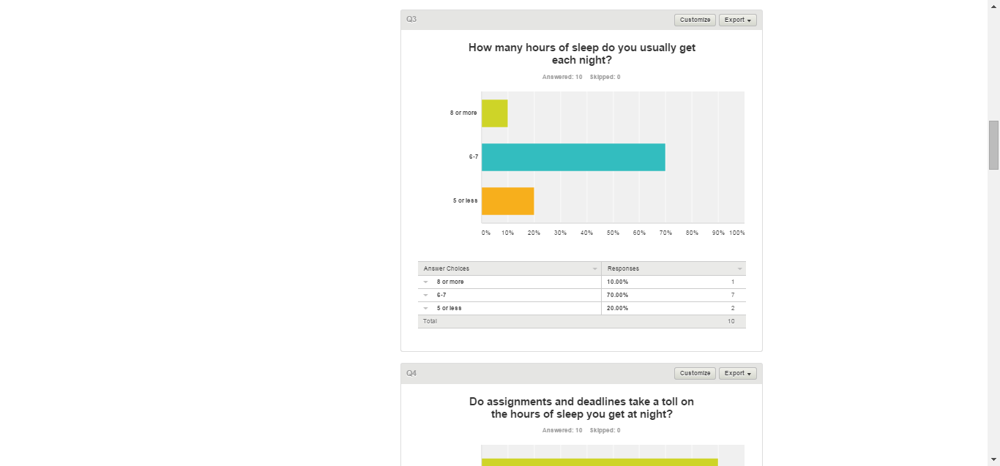 Q3
Customize
Export
How many hours of sleep do you usually get
each night?
Answered: 10 Skipped: 0
8 or more
6-7
5 or less
0% 10% 20% 30% 40% 50% 60% 70% 80% 90% 100%
Answer Choices Responses
8 or more 10.00% 1
6-7 70.00% 7
5 or less 20.00% 2
Total 10
Q4
Customize
Export
Do assignments and deadlines take a toll on
the hours of sleep you get at night?
Answered: 10 Skipped: 0